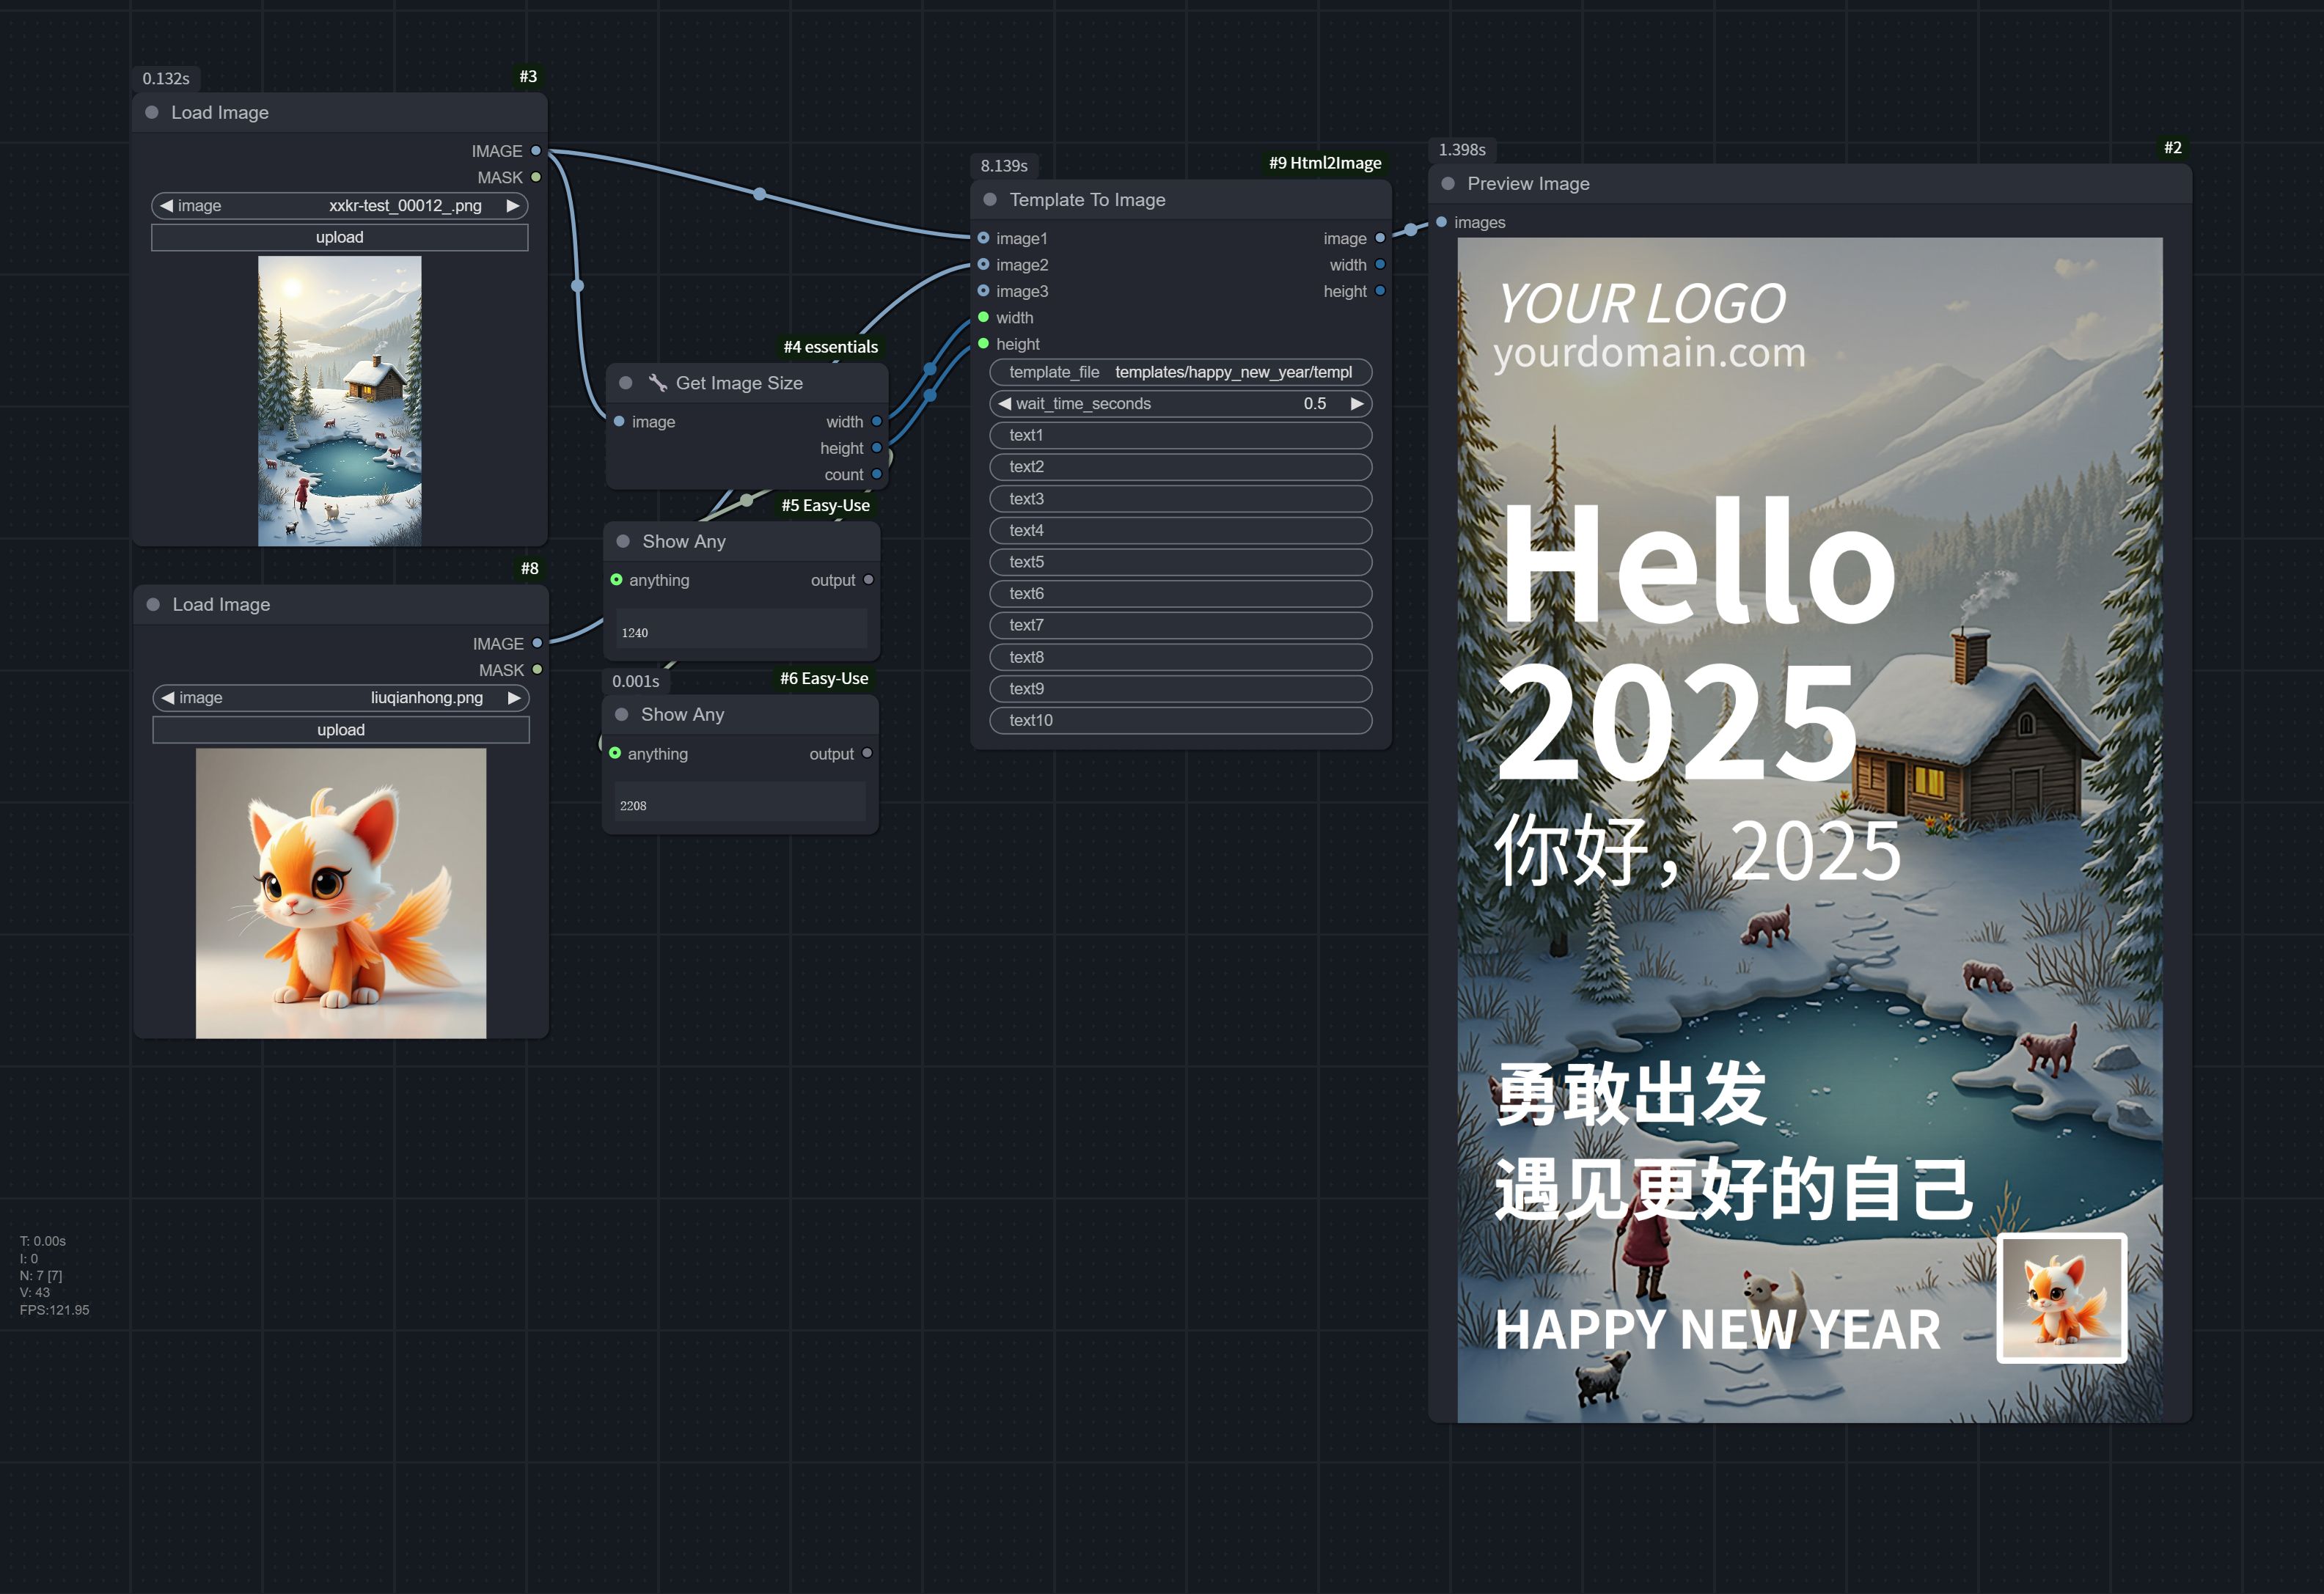 0.132s
#3
Load Image
IMAGE
MASK
image xxkr-test_00012_.png
upload
#8
Load Image
IMAGE
MASK
image liuqianhong.png
upload
#4 essentials
Get Image Size
image width
height
count
#5 Easy-Use
Show Any
anything output
1240
0.001s
#6 Easy-Use
Show Any
anything output
2208
8.139s
#9 Html2Image
Template To Image
image1 image
image2 width
image3 height
width
height
template_file templates/happy_new_year/templ
wait_time_seconds 0.5
text1
text2
text3
text4
text5
text6
text7
text8
text9
text10
1.398s
#2
Preview Image
images
YOUR LOGO
yourdomain.com
Hello
2025
你好，2025
勇敢出发
遇见更好的自己
HAPPY NEW YEAR
T: 0.00s
I: 0
N: 7 [7]
V: 43
FPS:121.95